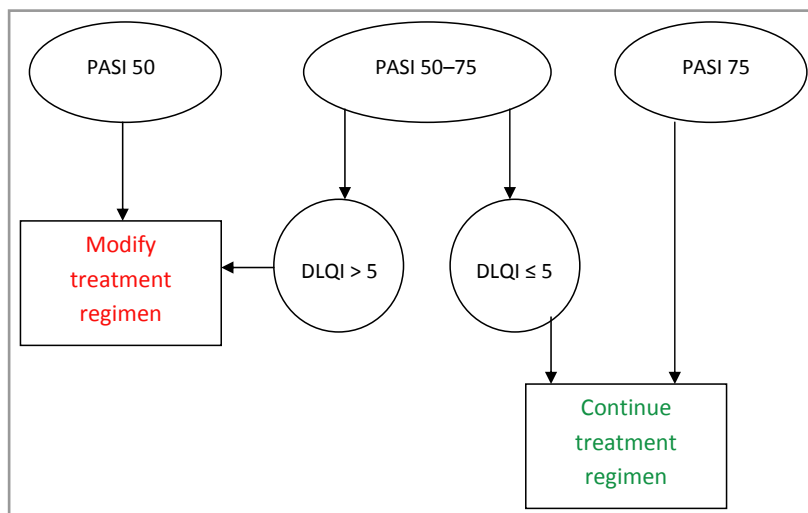 PASI 50
PASI 50–75
PASI 75
Modify
treatment
regimen
DLQI > 5
DLQI ≤ 5
Continue
treatment
regimen